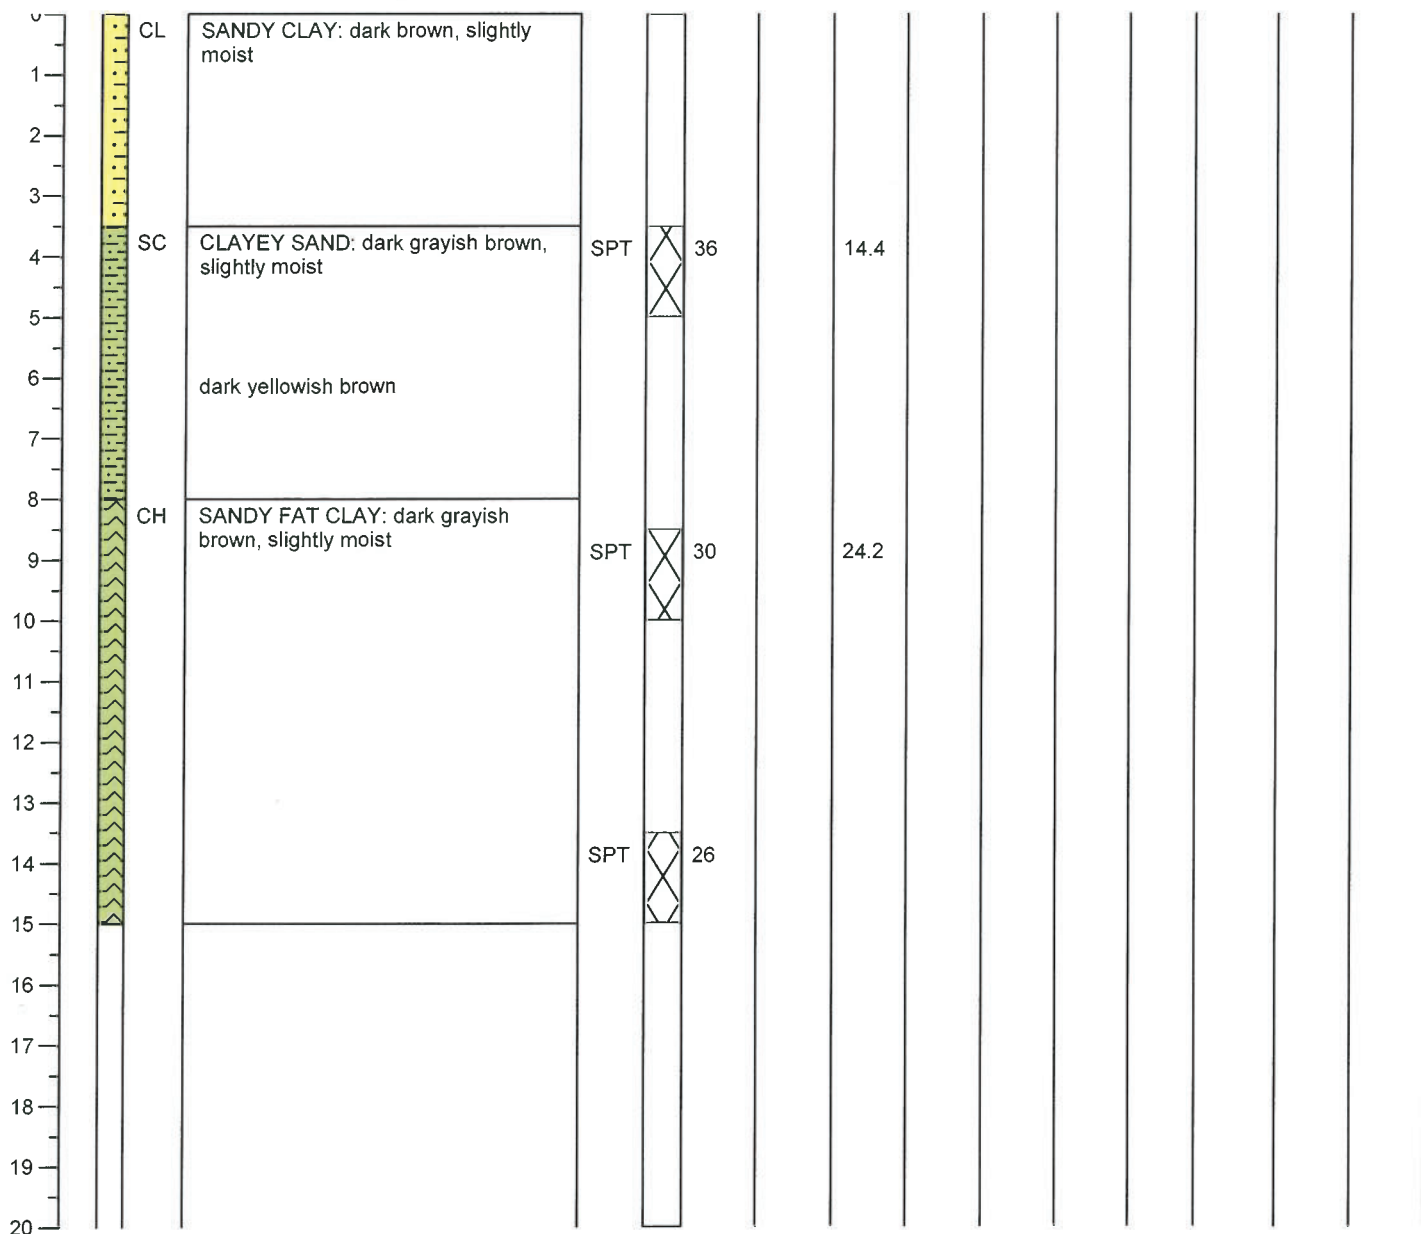 0
CL
SANDY CLAY: dark brown, slightly
moist
1
2
3
SC
CLAYEY SAND: dark grayish brown,
slightly moist
SPT
36
14.4
4
5
6
dark yellowish brown
7
8
CH
SANDY FAT CLAY: dark grayish
brown, slightly moist
SPT
30
24.2
9
10
11
12
13
SPT
26
14
15
16
17
18
19
20